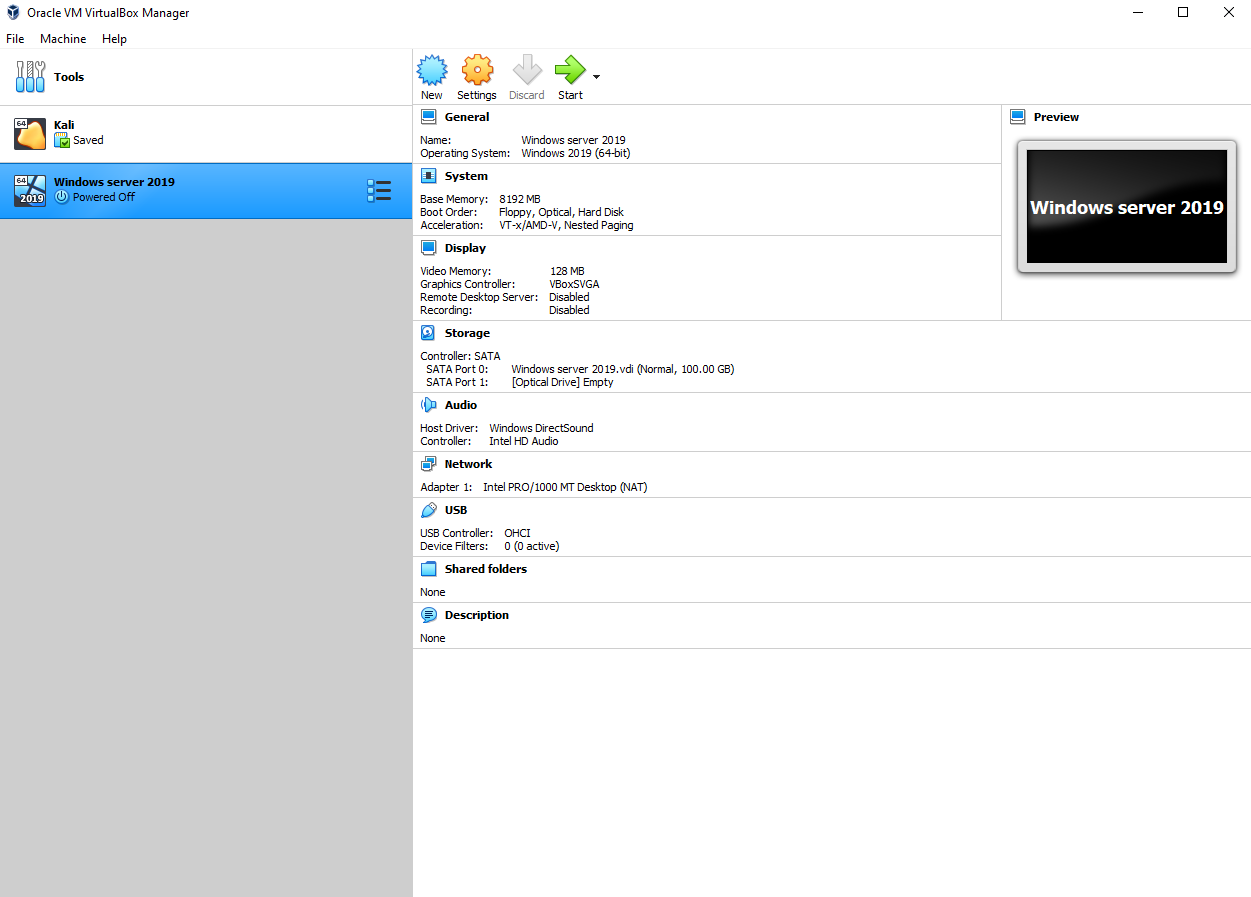 Oracle VM VirtualBox Manager
File Machine Help
Tools
64
Kali
Saved
64
2019
Windows server 2019
Powered Off
New Settings Discard Start
General
Name: Windows server 2019
Operating System: Windows 2019 (64-bit)
System
Base Memory: 8192 MB
Boot Order: Floppy, Optical, Hard Disk
Acceleration: VT-x/AMD-V, Nested Paging
Display
Video Memory: 128 MB
Graphics Controller: VBoxSVGA
Remote Desktop Server: Disabled
Recording: Disabled
Preview
Windows server 2019
Storage
Controller: SATA
SATA Port 0: Windows server 2019.vdi (Normal, 100.00 GB)
SATA Port 1: [Optical Drive] Empty
Audio
Host Driver: Windows DirectSound
Controller: Intel HD Audio
Network
Adapter 1: Intel PRO/1000 MT Desktop (NAT)
USB
USB Controller: OHCI
Device Filters: 0 (0 active)
Shared folders
None
Description
None